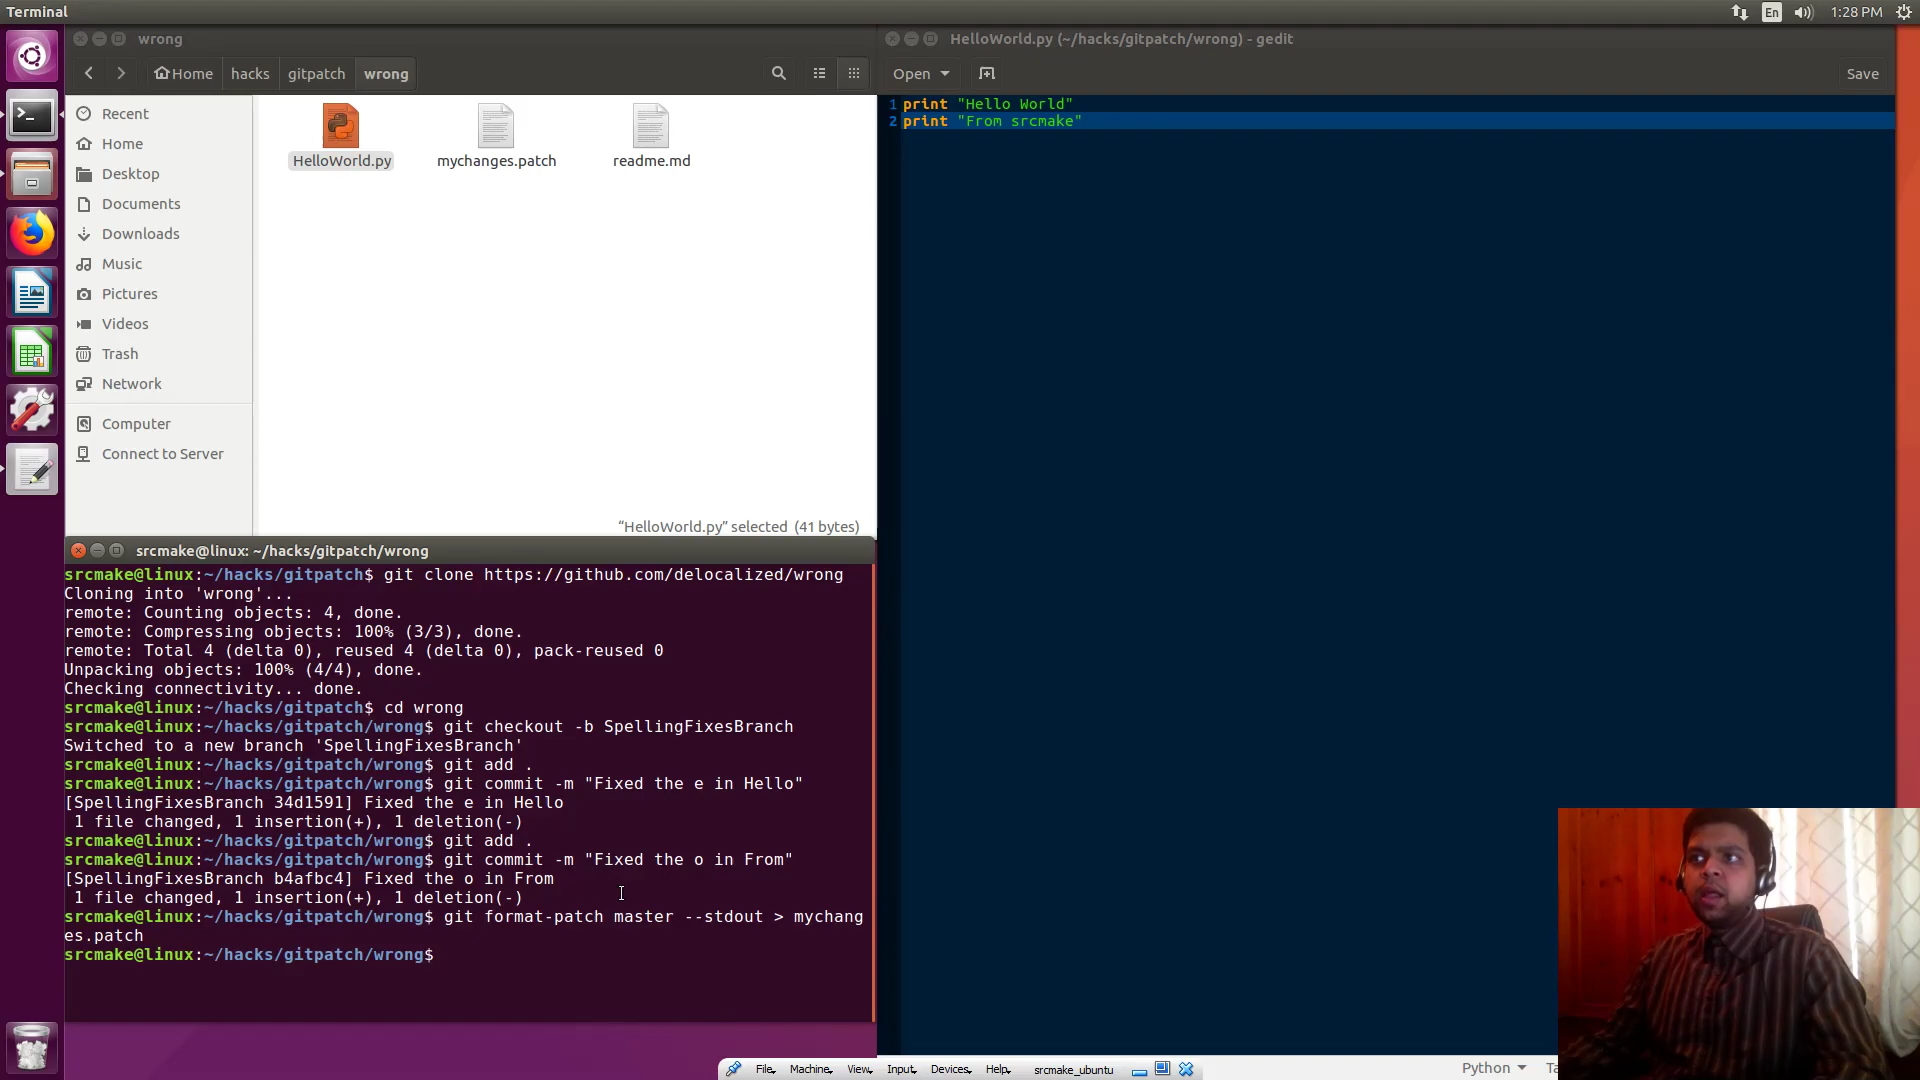 Terminal
En
1:28 PM
wrong
Home
hacks
gitpatch
wrong
Recent
Home
Desktop
Documents
Downloads
Music
Pictures
Videos
Trash
Network
Computer
Connect to Server
HelloWorld.py
mychanges.patch
readme.md
“HelloWorld.py” selected (41 bytes)
HelloWorld.py (~/hacks/gitpatch/wrong) - gedit
Open
Save
1 print "Hello World"
2 print "From srcmake"
srcmake@linux: ~/hacks/gitpatch/wrong
srcmake@linux:~/hacks/gitpatch$ git clone https://github.com/delocalized/wrong
Cloning into 'wrong'...
remote: Counting objects: 4, done.
remote: Compressing objects: 100% (3/3), done.
remote: Total 4 (delta 0), reused 4 (delta 0), pack-reused 0
Unpacking objects: 100% (4/4), done.
Checking connectivity... done.
srcmake@linux:~/hacks/gitpatch$ cd wrong
srcmake@linux:~/hacks/gitpatch/wrong$ git checkout -b SpellingFixesBranch
Switched to a new branch 'SpellingFixesBranch'
srcmake@linux:~/hacks/gitpatch/wrong$ git add .
srcmake@linux:~/hacks/gitpatch/wrong$ git commit -m "Fixed the e in Hello"
[SpellingFixesBranch 34d1591] Fixed the e in Hello
1 file changed, 1 insertion(+), 1 deletion(-)
srcmake@linux:~/hacks/gitpatch/wrong$ git add .
srcmake@linux:~/hacks/gitpatch/wrong$ git commit -m "Fixed the o in From"
[SpellingFixesBranch b4afbc4] Fixed the o in From
1 file changed, 1 insertion(+), 1 deletion(-)
srcmake@linux:~/hacks/gitpatch/wrong$ git format-patch master --stdout > mychang
es.patch
srcmake@linux:~/hacks/gitpatch/wrong$
File Machine View Input Devices Help srcmake_ubuntu
Python
Ta